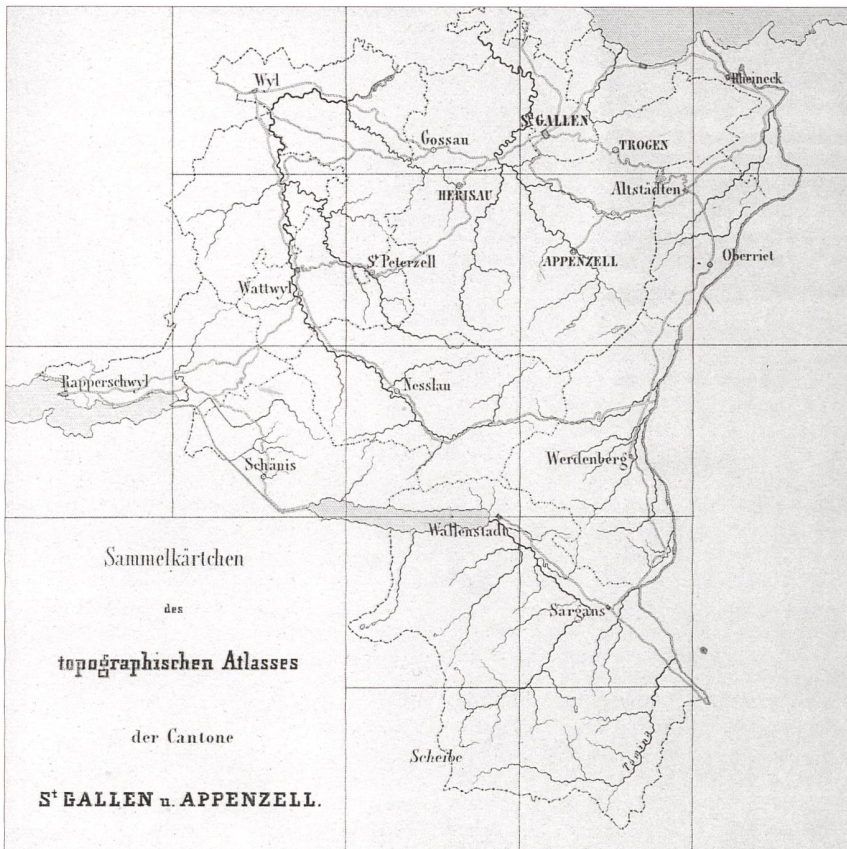 Wyl
Rheineck
St GALLEN
Gossau
TROGEN
HERISAU
Altstädten
St Peterzell
APPENZELL
Oberriet
Wattwyl
Rapperschwyl
Nesslau
Schänis
Werdenberg
Wallenstadt
Sargans
Scheibe
Tamina
Sammelkärtchen
des
topographischen Atlasses
der Cantone
St GALLEN u. APPENZELL.